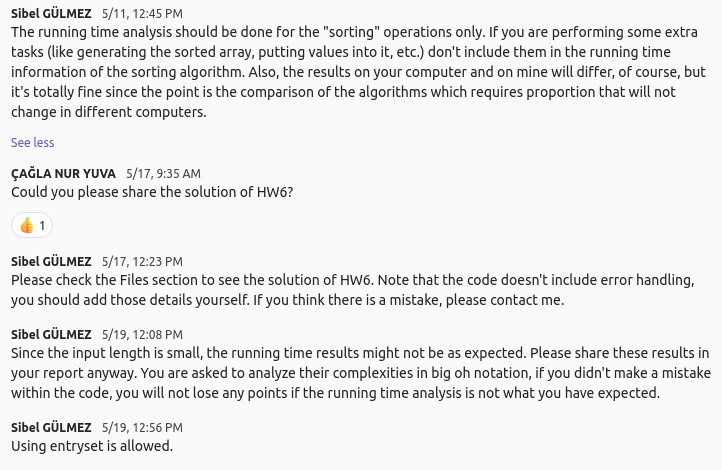 Sibel GÜLMEZ 5/11, 12:45 PM
The running time analysis should be done for the "sorting" operations only. If you are performing some extra
tasks (like generating the sorted array, putting values into it, etc.) don't include them in the running time
information of the sorting algorithm. Also, the results on your computer and on mine will differ, of course, but
it's totally fine since the point is the comparison of the algorithms which requires proportion that will not
change in different computers.
See less
ÇAĞLA NUR YUVA 5/17, 9:35 AM
Could you please share the solution of HW6?
👍 1
Sibel GÜLMEZ 5/17, 12:23 PM
Please check the Files section to see the solution of HW6. Note that the code doesn't include error handling,
you should add those details yourself. If you think there is a mistake, please contact me.
Sibel GÜLMEZ 5/19, 12:08 PM
Since the input length is small, the running time results might not be as expected. Please share these results in
your report anyway. You are asked to analyze their complexities in big oh notation, if you didn't make a mistake
within the code, you will not lose any points if the running time analysis is not what you have expected.
Sibel GÜLMEZ 5/19, 12:56 PM
Using entryset is allowed.